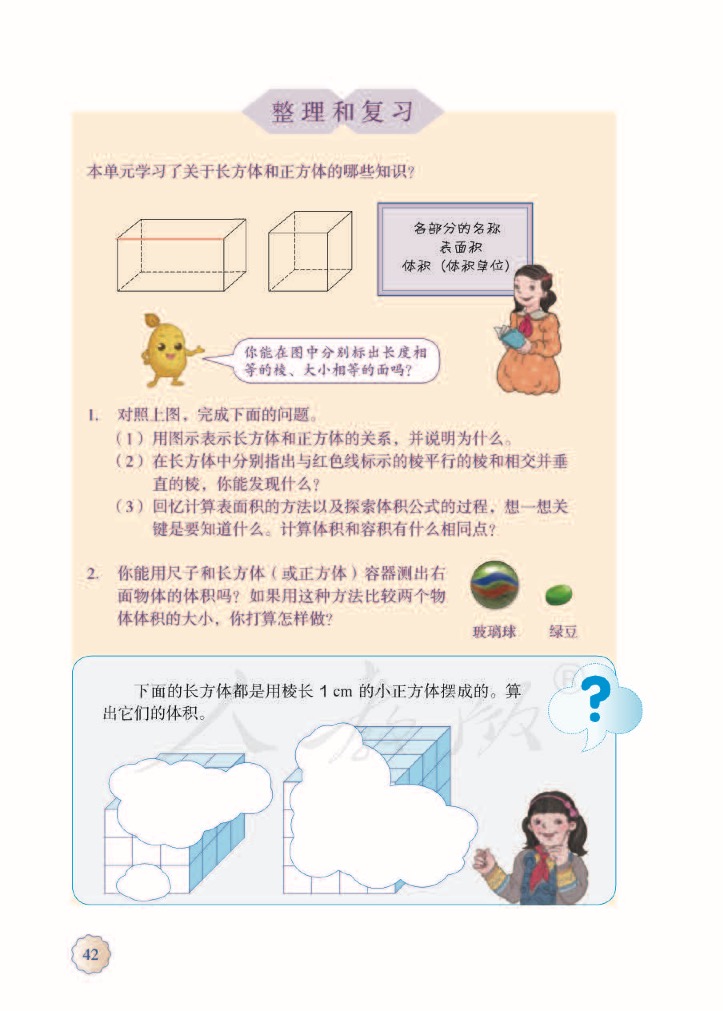 整理和复习
本单元学习了关于长方体和正方体的哪些知识？
各部分的名称
表面积
体积（体积单位）
你能在图中分别标出长度相
等的棱、大小相等的面吗？
1. 对照上图，完成下面的问题。
（1）用图示表示长方体和正方体的关系，并说明为什么。
（2）在长方体中分别指出与红色线标示的棱平行的棱和相交并垂
直的棱，你能发现什么？
（3）回忆计算表面积的方法以及探索体积公式的过程，想一想关
键是要知道什么。计算体积和容积有什么相同点？
2. 你能用尺子和长方体（或正方体）容器测出右
面物体的体积吗？如果用这种方法比较两个物
体体积的大小，你打算怎样做？
玻璃球 绿豆
下面的长方体都是用棱长 1 cm 的小正方体摆成的。算
出它们的体积。
?
人教版®
42